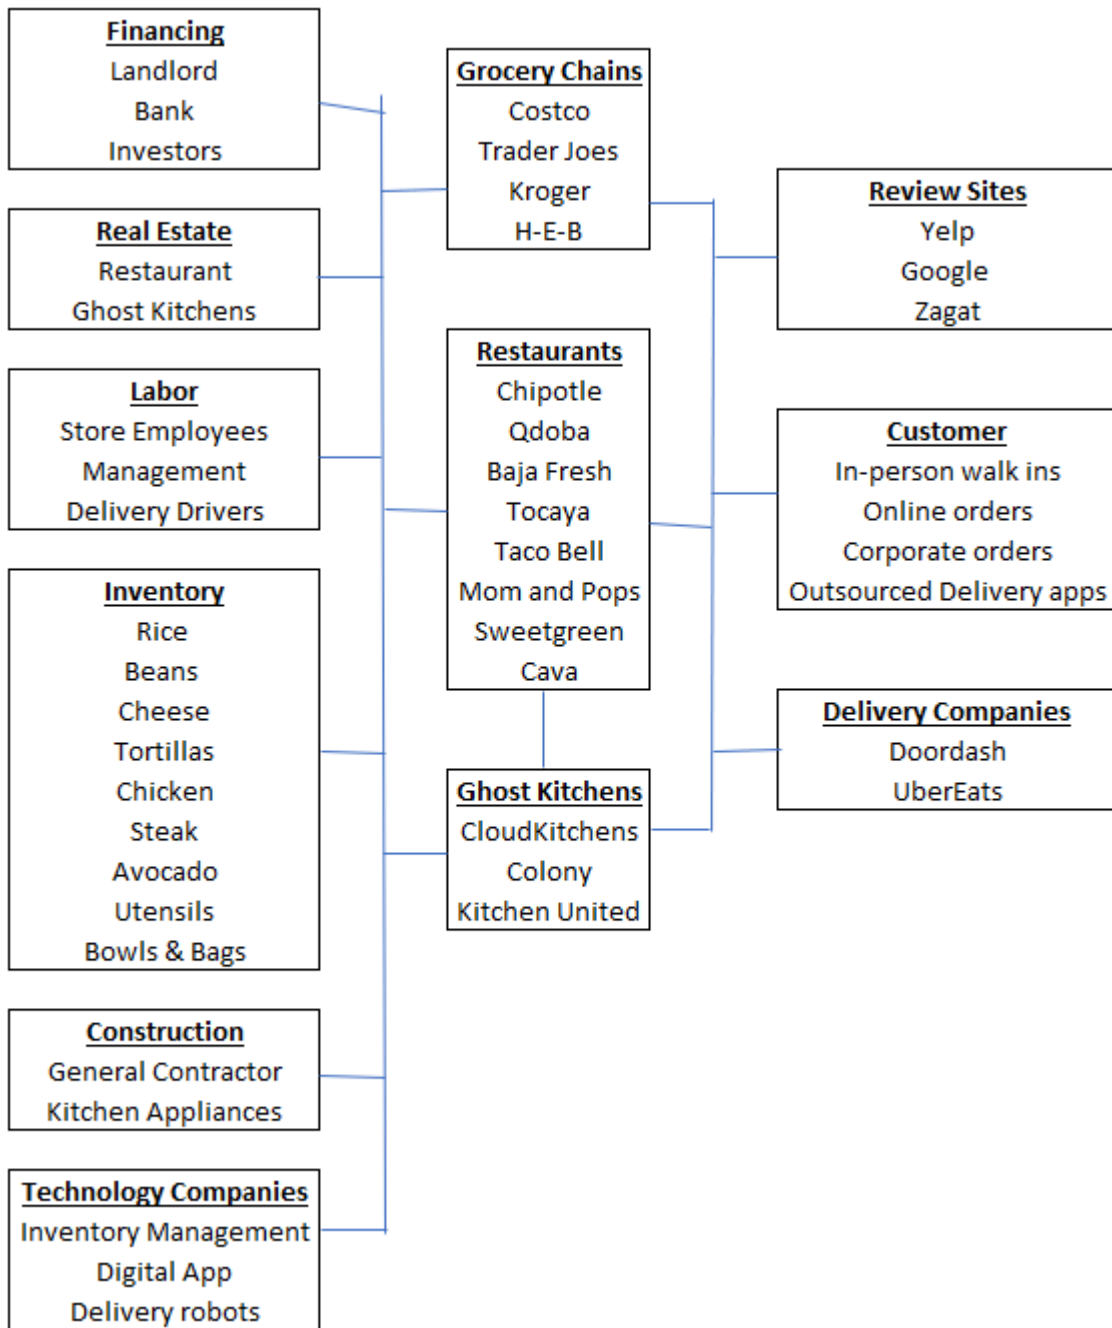 Financing
Landlord
Bank
Investors
Real Estate
Restaurant
Ghost Kitchens
Labor
Store Employees
Management
Delivery Drivers
Inventory
Rice
Beans
Cheese
Tortillas
Chicken
Steak
Avocado
Utensils
Bowls & Bags
Construction
General Contractor
Kitchen Appliances
Technology Companies
Inventory Management
Digital App
Delivery robots
Grocery Chains
Costco
Trader Joes
Kroger
H-E-B
Restaurants
Chipotle
Qdoba
Baja Fresh
Tocaya
Taco Bell
Mom and Pops
Sweetgreen
Cava
Ghost Kitchens
CloudKitchens
Colony
Kitchen United
Review Sites
Yelp
Google
Zagat
Customer
In-person walk ins
Online orders
Corporate orders
Outsourced Delivery apps
Delivery Companies
Doordash
UberEats